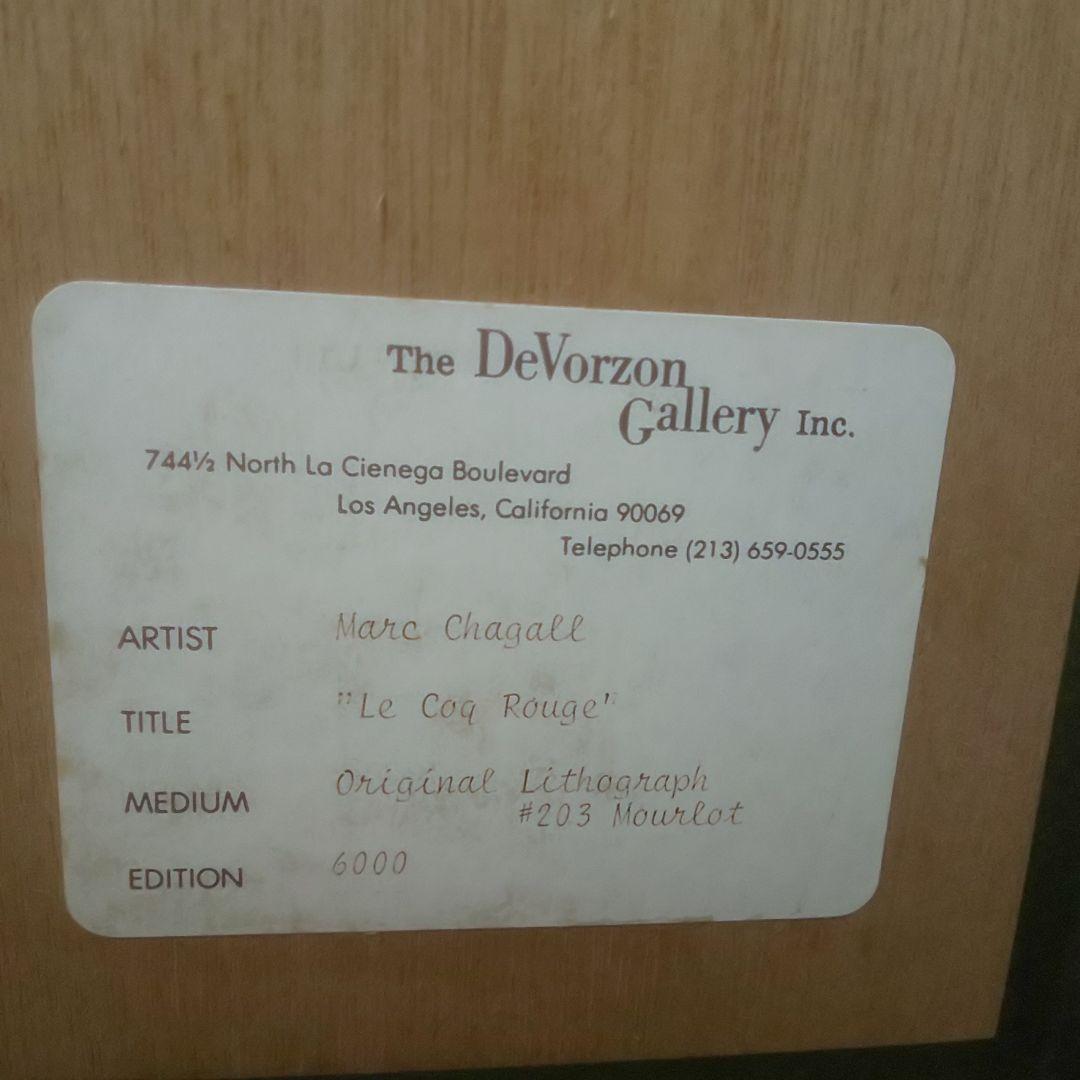 The DeVorzon
Gallery Inc.
744½ North La Cienega Boulevard
Los Angeles, California 90069
Telephone (213) 659-0555
ARTIST Marc Chagall
TITLE "Le Coq Rouge"
MEDIUM Original Lithograph
#203 Mourlot
EDITION 6000